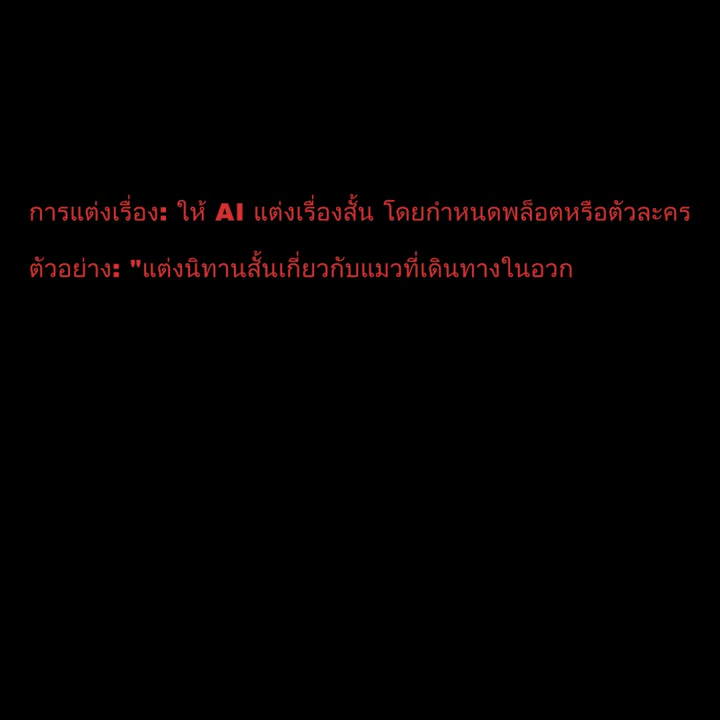 การแต่งเรื่อง: ให้ AI แต่งเรื่องสั้น โดยกำหนดพล็อตหรือตัวละคร
ตัวอย่าง: "แต่งนิทานสั้นเกี่ยวกับแมวที่เดินทางในอวก